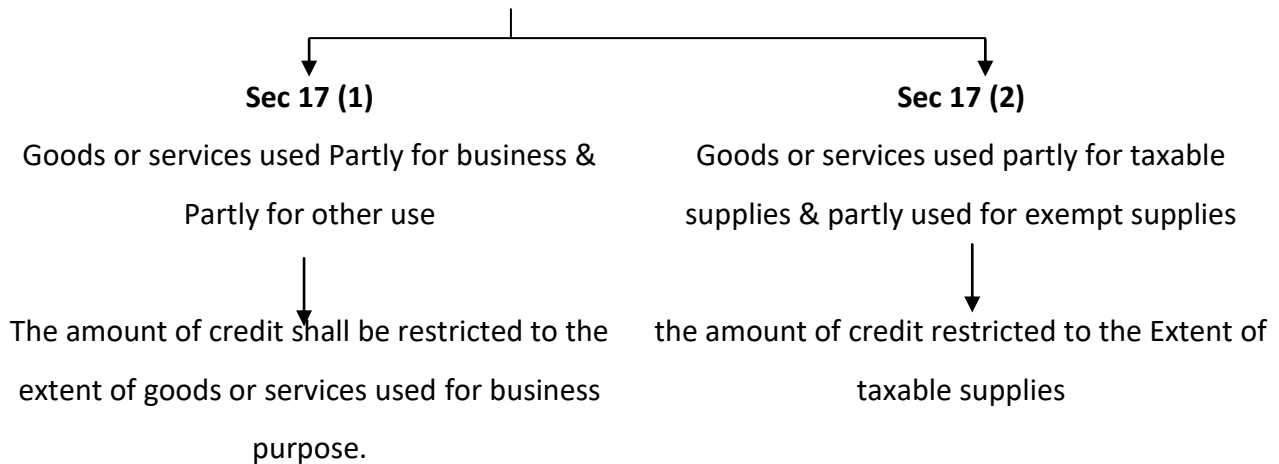 Sec 17 (1)
Goods or services used Partly for business &
Partly for other use
The amount of credit shall be restricted to the
extent of goods or services used for business
purpose.
Sec 17 (2)
Goods or services used partly for taxable
supplies & partly used for exempt supplies
the amount of credit restricted to the Extent of
taxable supplies